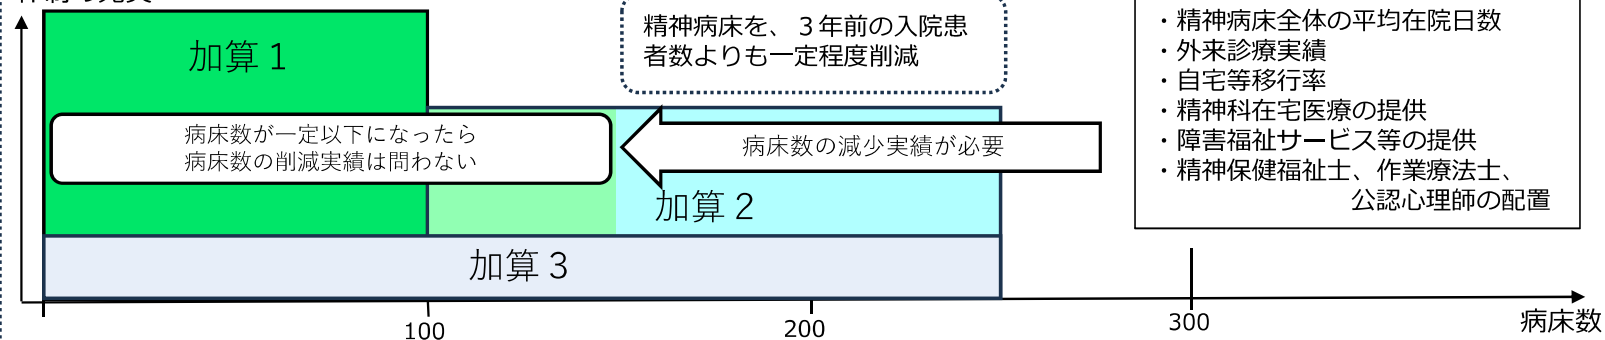 加算１
精神病床を、３年前の入院患
者数よりも一定程度削減
・精神病床全体の平均在院日数
・外来診療実績
・自宅等移行率
・精神科在宅医療の提供
・障害福祉サービス等の提供
・精神保健福祉士、作業療法士、
公認心理師の配置
病床数が一定以下になったら
病床数の削減実績は問わない
病床数の減少実績が必要
加算２
加算３
100
200
300
病床数